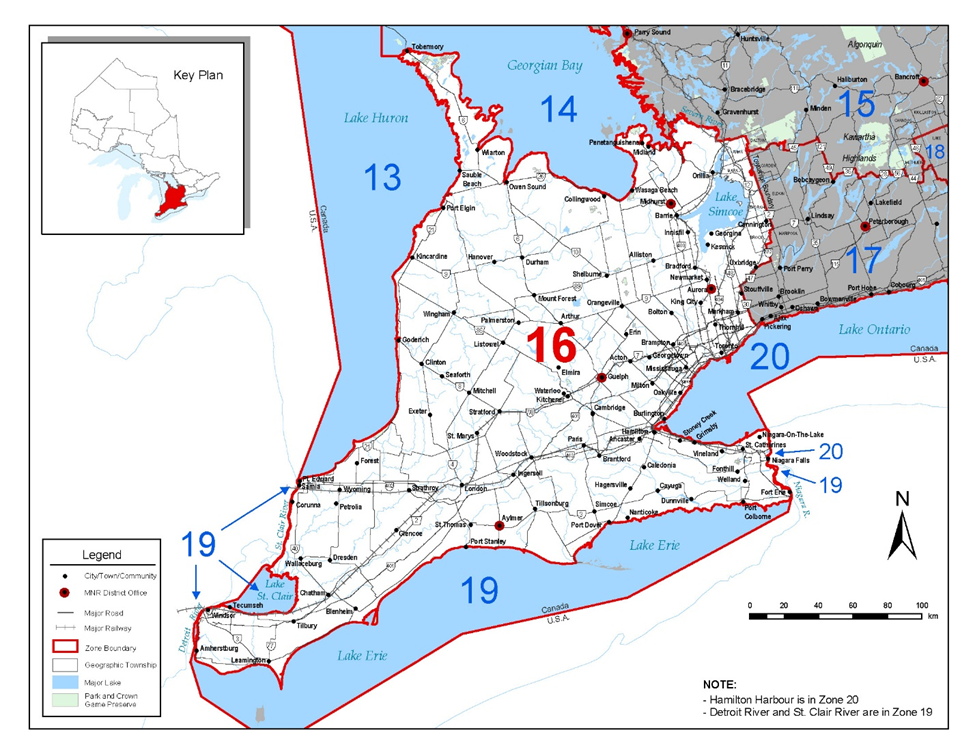 Key Plan
Tobermory
Georgian Bay
14
Parry Sound
Huntsville
Algonquin
Bracebridge
Gravenhurst
Haliburton
Bancroft
15
Minden
Kawartha
Highlands
18
Lake Huron
13
Canada
U.S.A.
Wiarton
Sauble
Beach
Owen Sound
Penetanguishene
Midland
Orillia
Wasaga Beach
Collingwood
Midhurst
Barrie
Lake
Simcoe
Township Boundary
Bobcaygeon
Lakefield
Lindsay
Peterborough
17
Port Elgin
Innisfil
Georgina
Keswick
Cannington
Kincardine
Hanover
Durham
Alliston
Shelburne
Bradford
Newmarket
Uxbridge
Port Perry
Mount Forest
Orangeville
Aurora
King City
Stouffville
Brooklin
Whitby
Oshawa
Bowmanville
Port Hope
Cobourg
Wingham
Palmerston
Arthur
Bolton
Markham
Ajax
Pickering
Thornhill
Goderich
Listowel
16
Erin
Brampton
Toronto
20
Lake Ontario
Canada
U.S.A.
Clinton
Seaforth
Elmira
Acton
Georgetown
Mississauga
Guelph
Mitchell
Waterloo
Kitchener
Milton
Oakville
Exeter
Stratford
Cambridge
Burlington
St. Marys
Paris
Hamilton
Ancaster
Stoney Creek
Grimsby
Niagara-On-The-Lake
St. Catharines
20
Forest
Woodstock
Brantford
Vineland
Niagara Falls
19
Niagara R.
Pt. Edward
Sarnia
Wyoming
Strathroy
London
Ingersoll
Caledonia
Fonthill
Welland
Corunna
Petrolia
Hagersville
Cayuga
Fort Erie
Tillsonburg
Simcoe
Dunnville
Port
Colborne
St. Clair River
Glencoe
St.Thomas
Aylmer
Port Dover
Nanticoke
19
Port Stanley
Lake Erie
Dresden
Wallaceburg
Lake
St. Clair
Chatham
19
Tecumseh
Windsor
Blenheim
Tilbury
Detroit
Amherstburg
Leamington
Lake Erie
Canada
U.S.A.
N
0 20 40 60 80 100
km
Legend
City/Town/Community
MNR District Office
Major Road
Major Railway
Zone Boundary
Geographic Township
Major Lake
Park and Crown
Game Preserve
NOTE:
- Hamilton Harbour is in Zone 20
- Detroit River and St. Clair River are in Zone 19